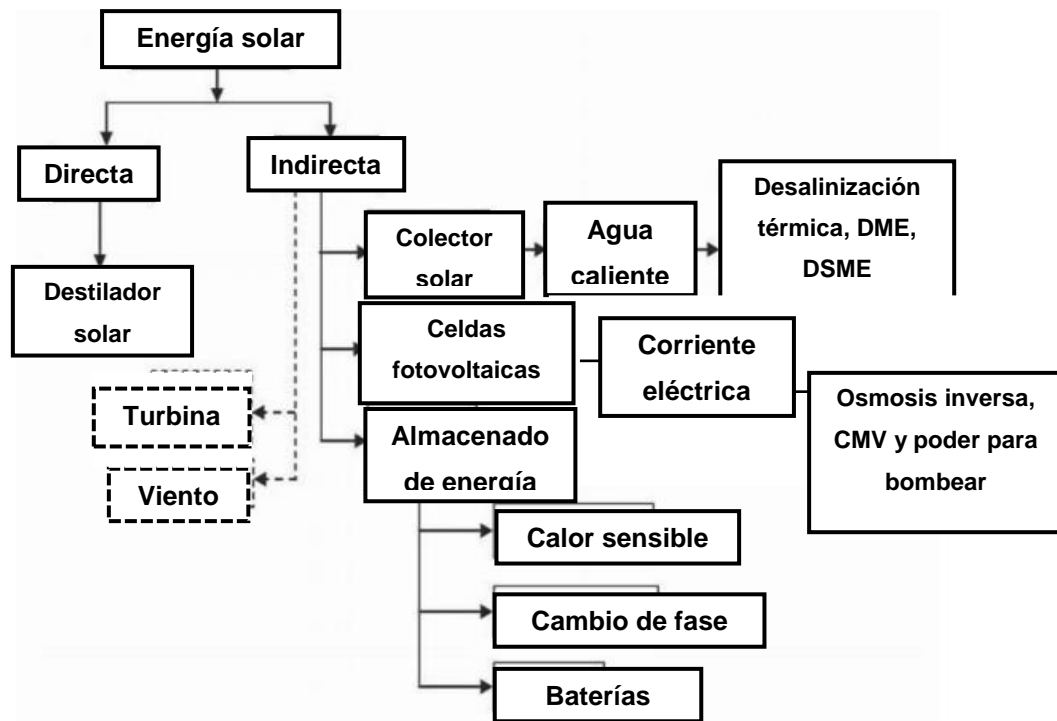 Energía solar
Directa
Indirecta
Destilador
solar
Colector
solar
Agua
caliente
Desalinización
térmica, DME,
DSME
Celdas
fotovoltaicas
Corriente
eléctrica
Osmosis inversa,
CMV y poder para
bombear
Turbina
Viento
Almacenado
de energía
Calor sensible
Cambio de fase
Baterías